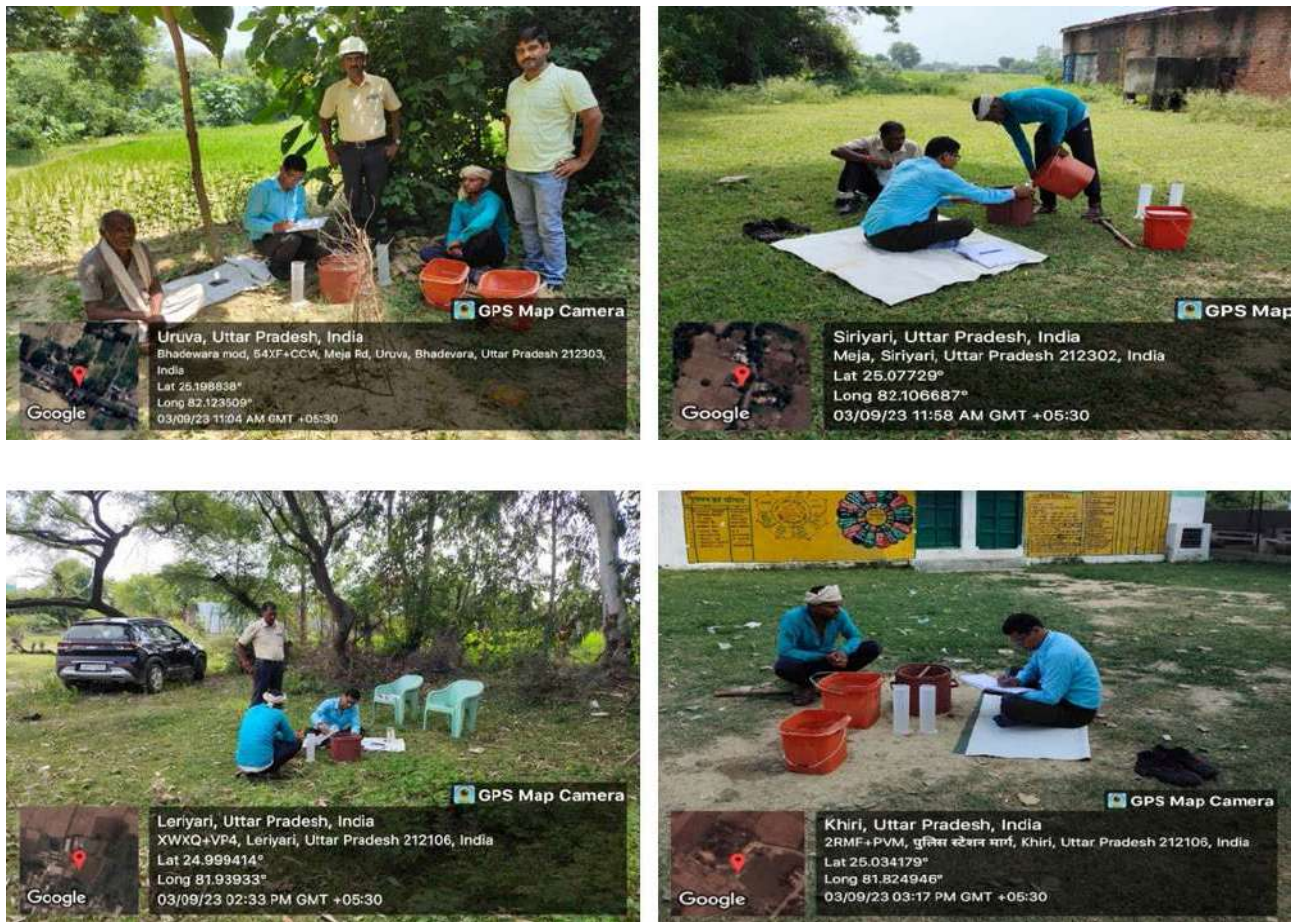 GPS Map Camera
Uruva, Uttar Pradesh, India
Bhadewara mod, 54XF+CCW, Meja Rd, Uruva, Bhadevara, Uttar Pradesh 212303,
India
Lat 25.198838°
Long 82.123509°
03/09/23 11:04 AM GMT +05:30
Google
GPS Map
Siriyari, Uttar Pradesh, India
Meja, Siriyari, Uttar Pradesh 212302, India
Lat 25.07729°
Long 82.106687°
03/09/23 11:58 AM GMT +05:30
Google
GPS Map Camera
Leriyari, Uttar Pradesh, India
XWXQ+VP4, Leriyari, Uttar Pradesh 212106, India
Lat 24.999414°
Long 81.93933°
03/09/23 02:33 PM GMT +05:30
Google
GPS Map Camera
Khiri, Uttar Pradesh, India
2RMF+PVM, पुलिस स्टेशन मार्ग, Khiri, Uttar Pradesh 212106, India
Lat 25.034179°
Long 81.824946°
03/09/23 03:17 PM GMT +05:30
Google